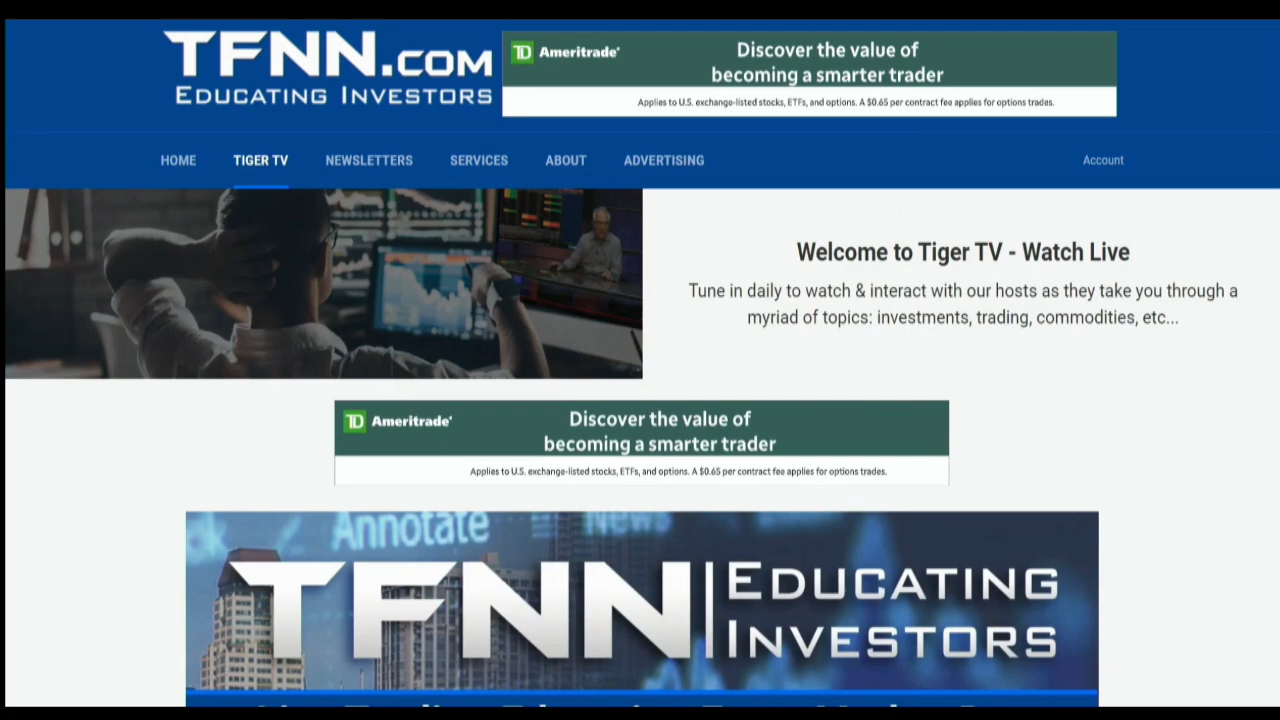 TFNN.COM
EDUCATING INVESTORS
TD Ameritrade
Discover the value of
becoming a smarter trader
Applies to U.S. exchange-listed stocks, ETFs, and options. A $0.65 per contract fee applies for options trades.
HOME TIGER TV NEWSLETTERS SERVICES ABOUT ADVERTISING Account
Welcome to Tiger TV - Watch Live
Tune in daily to watch & interact with our hosts as they take you through a
myriad of topics: investments, trading, commodities, etc...
TD Ameritrade
Discover the value of
becoming a smarter trader
Applies to U.S. exchange-listed stocks, ETFs, and options. A $0.65 per contract fee applies for options trades.
Annotate News
TFNN EDUCATING
INVESTORS